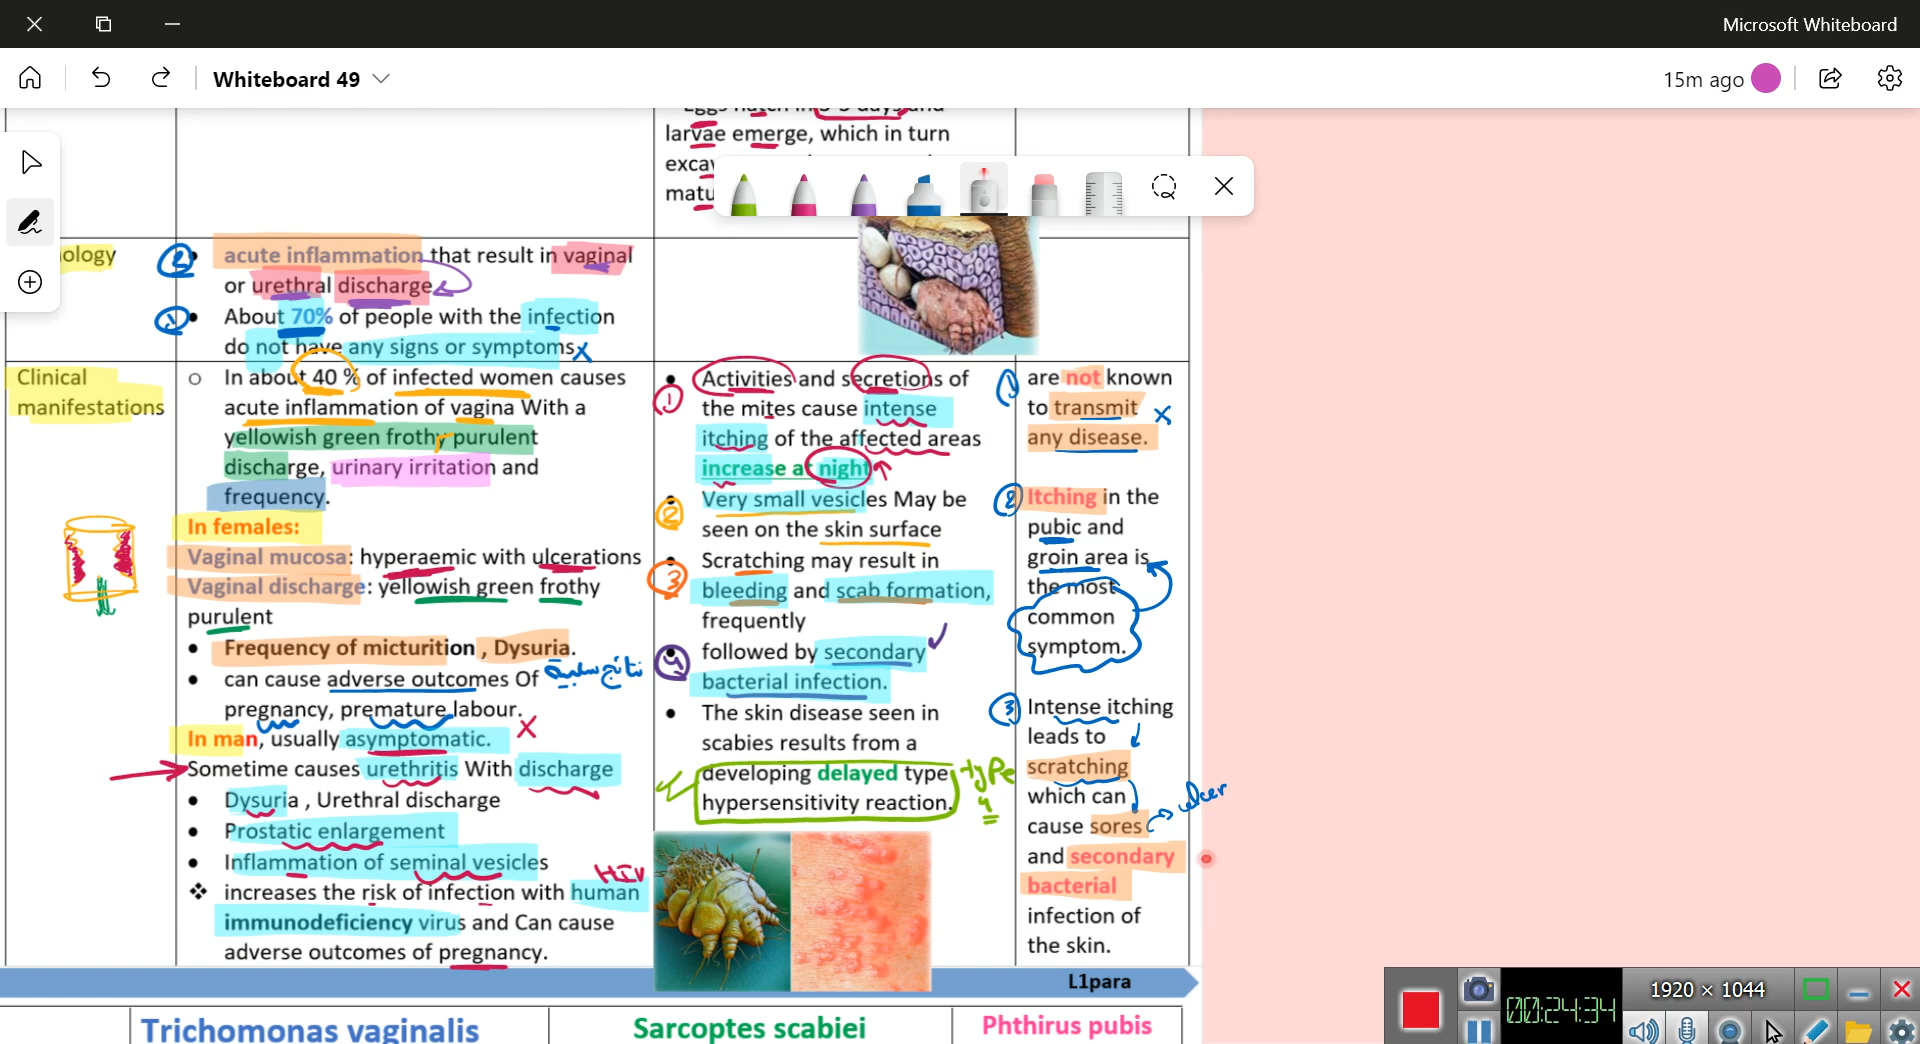 Microsoft Whiteboard
Whiteboard 49
15m ago
larvae emerge, which in turn
ology
acute inflammation that result in vaginal
or urethral discharge
About 70% of people with the infection
do not have any signs or symptoms
Clinical
manifestations
In about 40 % of infected women causes
acute inflammation of vagina With a
yellowish green frothy purulent
discharge, urinary irritation and
frequency.
In females:
Vaginal mucosa: hyperaemic with ulcerations
Vaginal discharge: yellowish green frothy
purulent
Frequency of micturition , Dysuria.
can cause adverse outcomes Of
pregnancy, premature labour.
In man, usually asymptomatic.
Sometime causes urethritis With discharge
Dysuria , Urethral discharge
Prostatic enlargement
Inflammation of seminal vesicles
HIV
increases the risk of infection with human
immunodeficiency virus and Can cause
adverse outcomes of pregnancy.
1
Activities and secretions of
the mites cause intense
itching of the affected areas
increase at night
2
Very small vesicles May be
seen on the skin surface
3
Scratching may result in
bleeding and scab formation,
frequently
followed by secondary
bacterial infection.
The skin disease seen in
scabies results from a
developing delayed type
hypersensitivity reaction.
type
4
are not known
to transmit
any disease.
2
Itching in the
pubic and
groin area is
the most
common
symptom.
3
Intense itching
leads to
scratching
which can
cause sores
ulcer
and secondary
bacterial
infection of
the skin.
L1para
Trichomonas vaginalis
Sarcoptes scabiei
Phthirus pubis
1920 × 1044
00:24:34